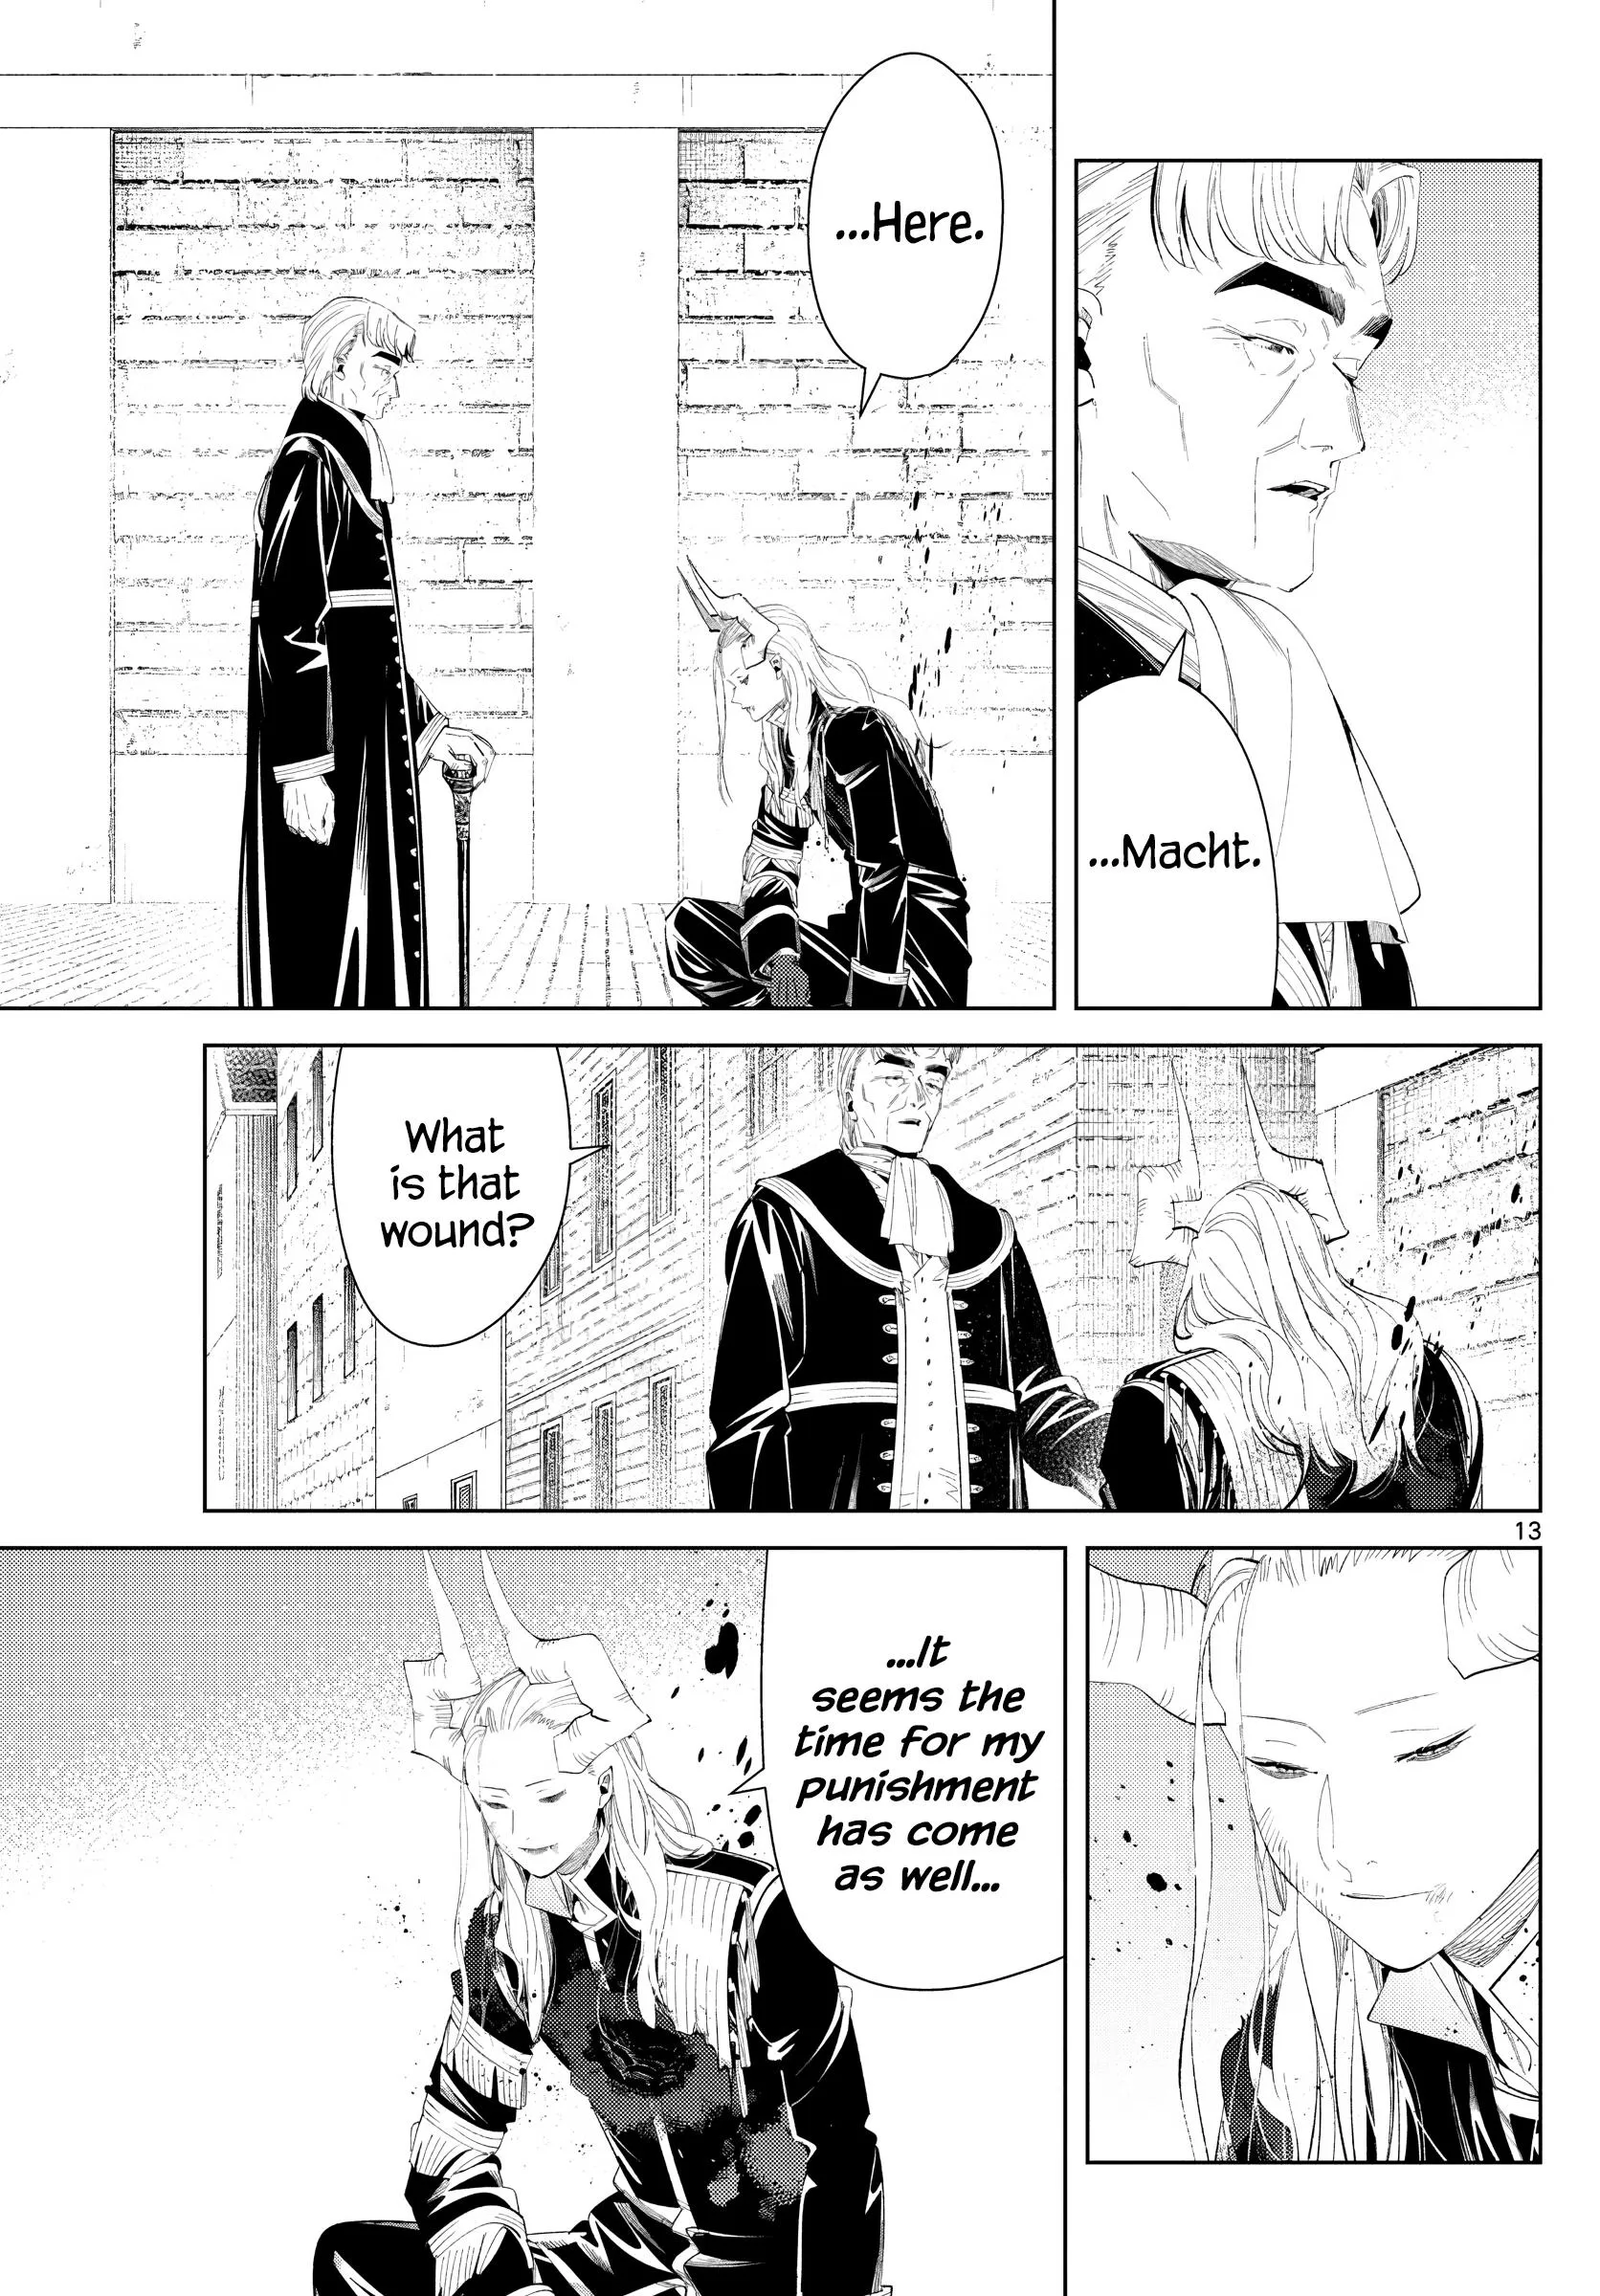 ...Macht.
...Here.
What
is that
wound?
13
...It
seems the
time for my
punishment
has come
as well...